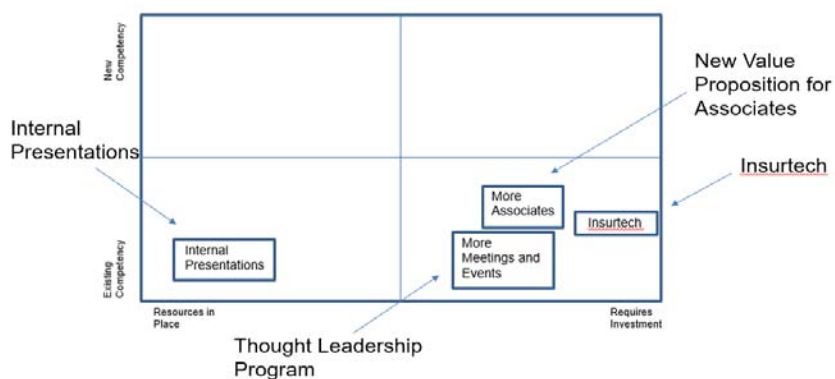 New
Competency
New Value
Proposition for
Associates
Internal
Presentations
Insurtech
More
Associates
Insurtech
Internal
Presentations
More
Meetings and
Events
Existing
Competency
Resources in
Place
Requires
Investment
Thought Leadership
Program